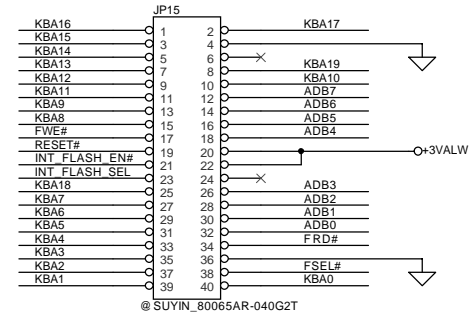 JP15
KBA16 1 2 KBA17
KBA15 3 4
KBA14 5 6
KBA13 7 8 KBA19
KBA12 9 10 KBA10
KBA11 11 12 ADB7
KBA9 13 14 ADB6
KBA8 15 16 ADB5
FWE# 17 18 ADB4
RESET# 19 20 +3VALW
INT_FLASH_EN# 21 22
INT_FLASH_SEL 23 24
KBA18 25 26 ADB3
KBA7 27 28 ADB2
KBA6 29 30 ADB1
KBA5 31 32 ADB0
KBA4 33 34 FRD#
KBA3 35 36
KBA2 37 38 FSEL#
KBA1 39 40 KBA0
@ SUYIN_80065AR-040G2T